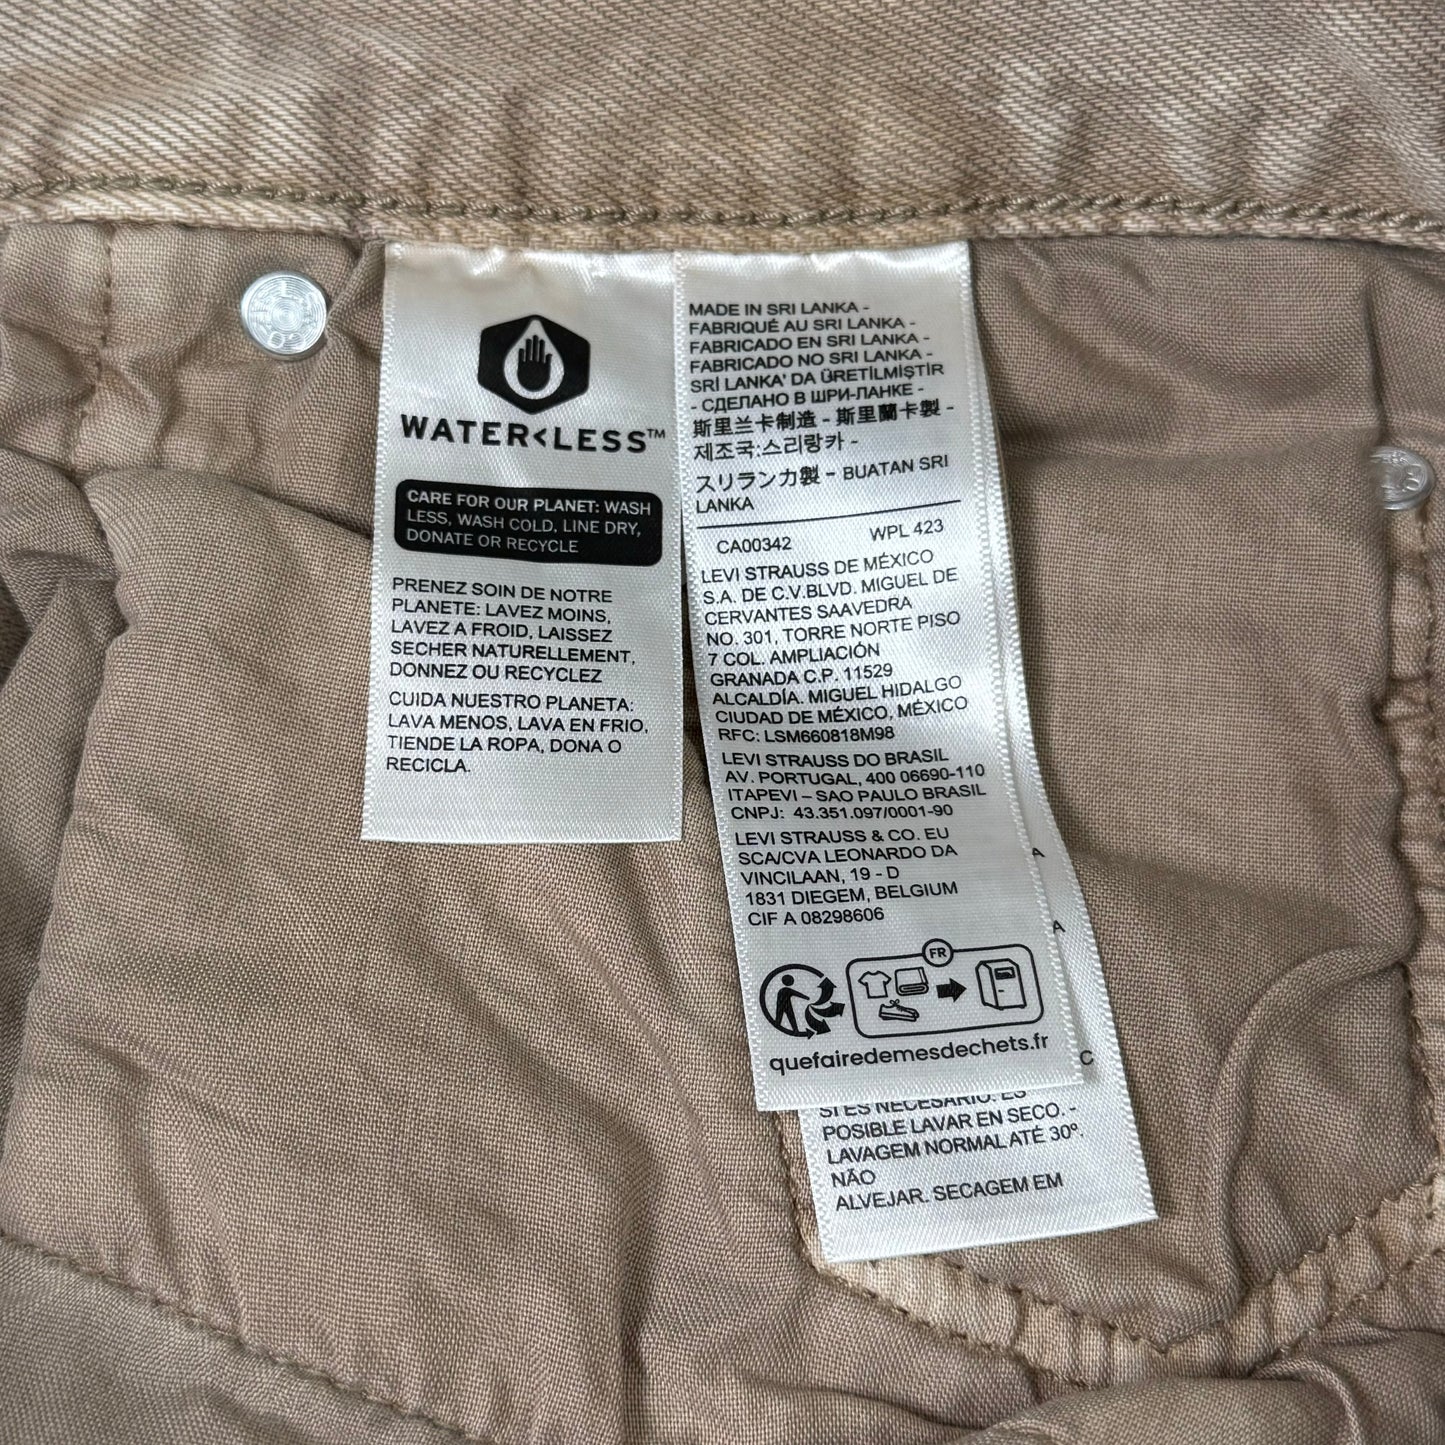 WATER<LESS™
CARE FOR OUR PLANET: WASH
LESS, WASH COLD, LINE DRY,
DONATE OR RECYCLE
PRENEZ SOIN DE NOTRE
PLANETE: LAVEZ MOINS,
LAVEZ A FROID, LAISSEZ
SECHER NATURELLEMENT,
DONNEZ OU RECYCLEZ
CUIDA NUESTRO PLANETA:
LAVA MENOS, LAVA EN FRIO,
TIENDE LA ROPA, DONA O
RECICLA.
MADE IN SRI LANKA -
FABRIQUÉ AU SRI LANKA -
FABRICADO EN SRI LANKA -
FABRICADO NO SRI LANKA -
SRİ LANKA' DA ÜRETİLMİŞTİR
- СДЕЛАНО В ШРИ-ЛАНКЕ -
斯里兰卡制造 - 斯里蘭卡製 -
제조국:스리랑카 -
スリランカ製 - BUATAN SRI
LANKA
CA00342 WPL 423
LEVI STRAUSS DE MÉXICO
S.A. DE C.V.BLVD. MIGUEL DE
CERVANTES SAAVEDRA
NO. 301, TORRE NORTE PISO
7 COL. AMPLIACIÓN
GRANADA C.P. 11529
ALCALDÍA. MIGUEL HIDALGO
CIUDAD DE MÉXICO, MÉXICO
RFC: LSM660818M98
LEVI STRAUSS DO BRASIL
AV. PORTUGAL, 400 06690-110
ITAPEVI – SAO PAULO BRASIL
CNPJ: 43.351.097/0001-90
LEVI STRAUSS & CO. EU
SCA/CVA LEONARDO DA
VINCILAAN, 19 - D
1831 DIEGEM, BELGIUM
CIF A 08298606
FR
quefairedemesdechets.fr
SI ES NECESARIO. ES
POSIBLE LAVAR EN SECO. -
LAVAGEM NORMAL ATÉ 30º.
NÃO
ALVEJAR. SECAGEM EM